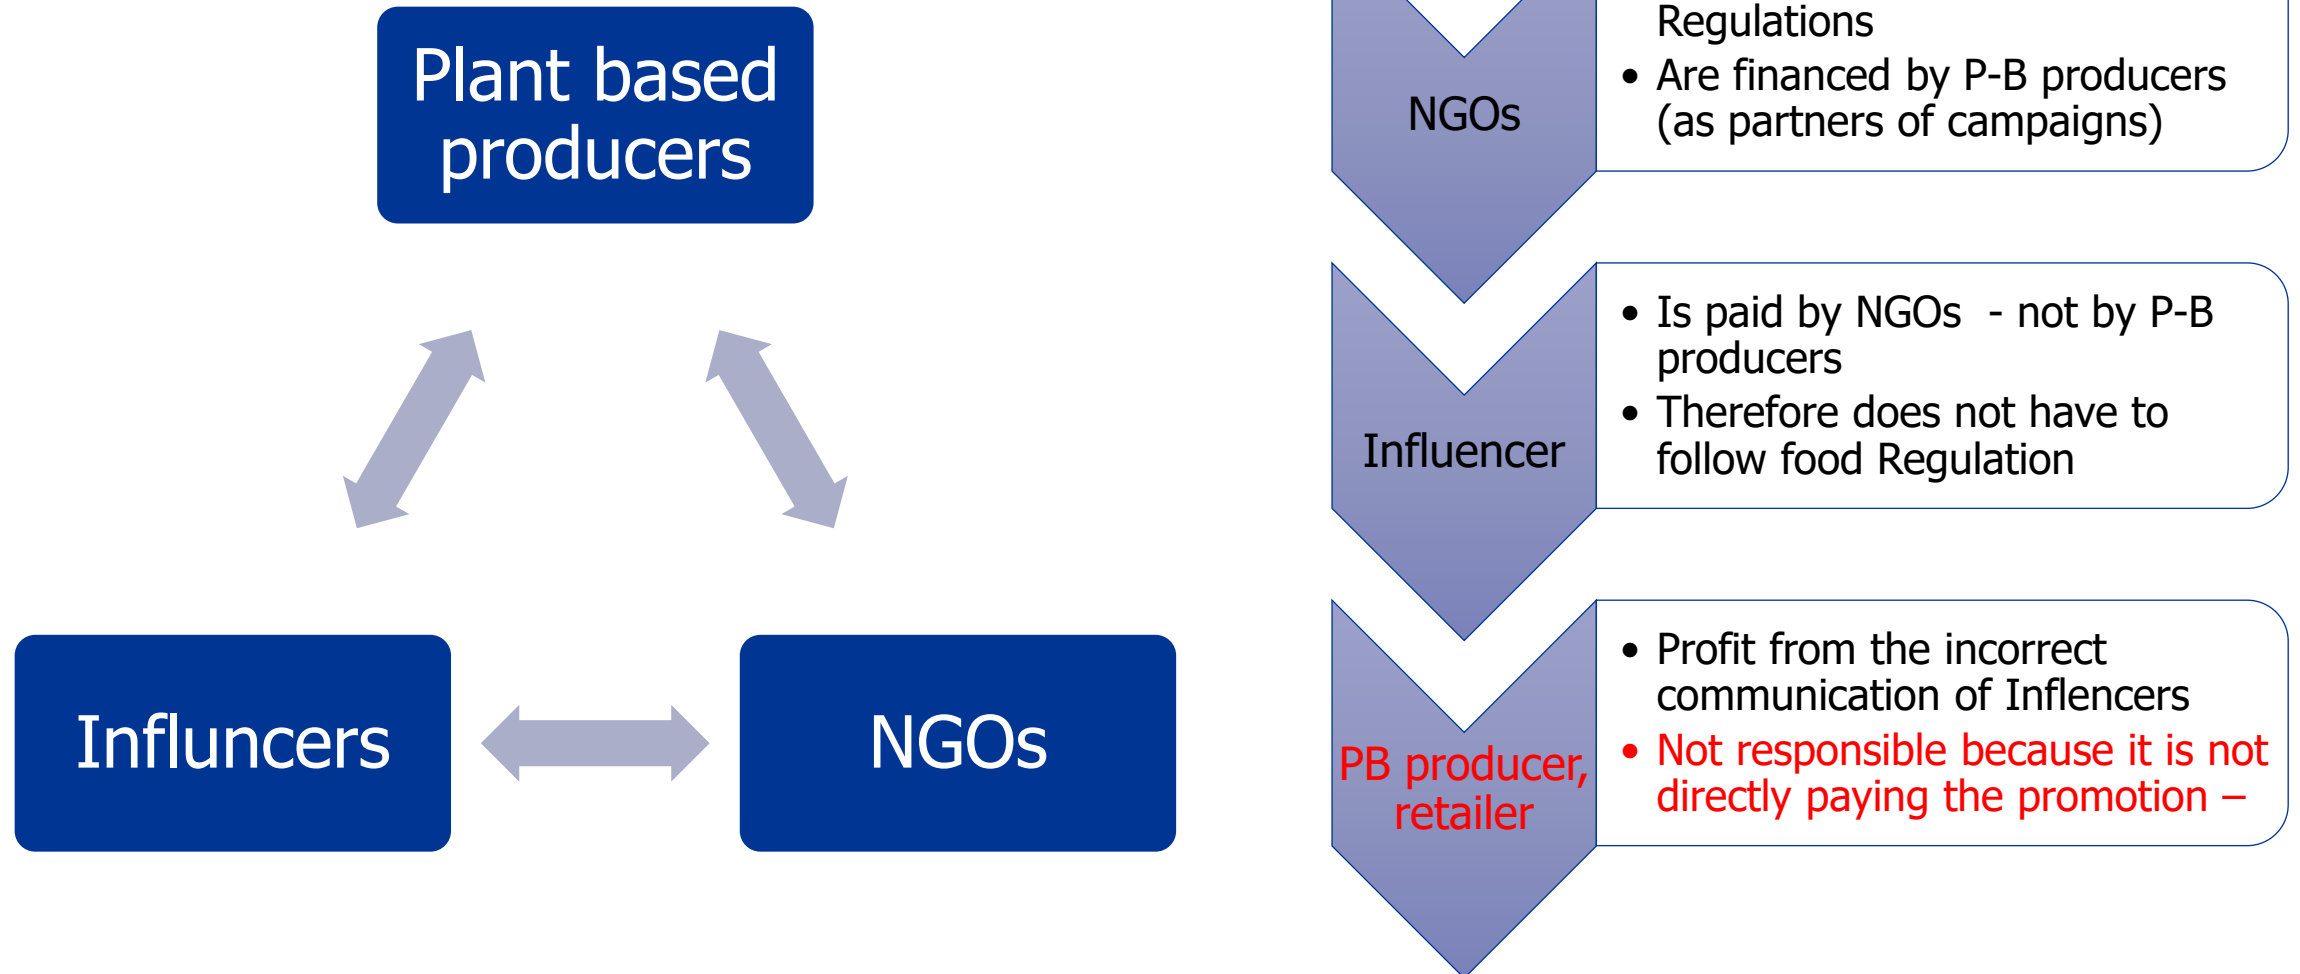 Plant based
producers
Influncers
NGOs
Regulations
• Are financed by P-B producers
(as partners of campaigns)
NGOs
• Is paid by NGOs  - not by P-B
producers
• Therefore does not have to
follow food Regulation
Influencer
• Profit from the incorrect
communication of Inflencers
• Not responsible because it is not
directly paying the promotion –
PB producer,
retailer